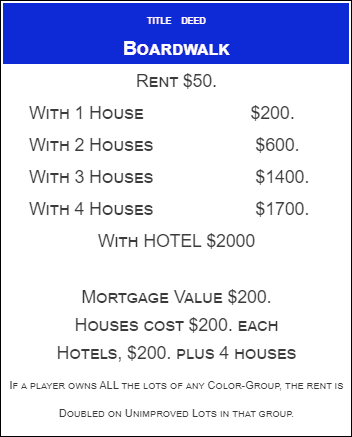 TITLE DEED
BOARDWALK
RENT $50.
WITH 1 HOUSE $200.
WITH 2 HOUSES $600.
WITH 3 HOUSES $1400.
WITH 4 HOUSES $1700.
WITH HOTEL $2000
MORTGAGE VALUE $200.
HOUSES COST $200. EACH
HOTELS, $200. PLUS 4 HOUSES
IF A PLAYER OWNS ALL THE LOTS OF ANY COLOR-GROUP, THE RENT IS
DOUBLED ON UNIMPROVED LOTS IN THAT GROUP.